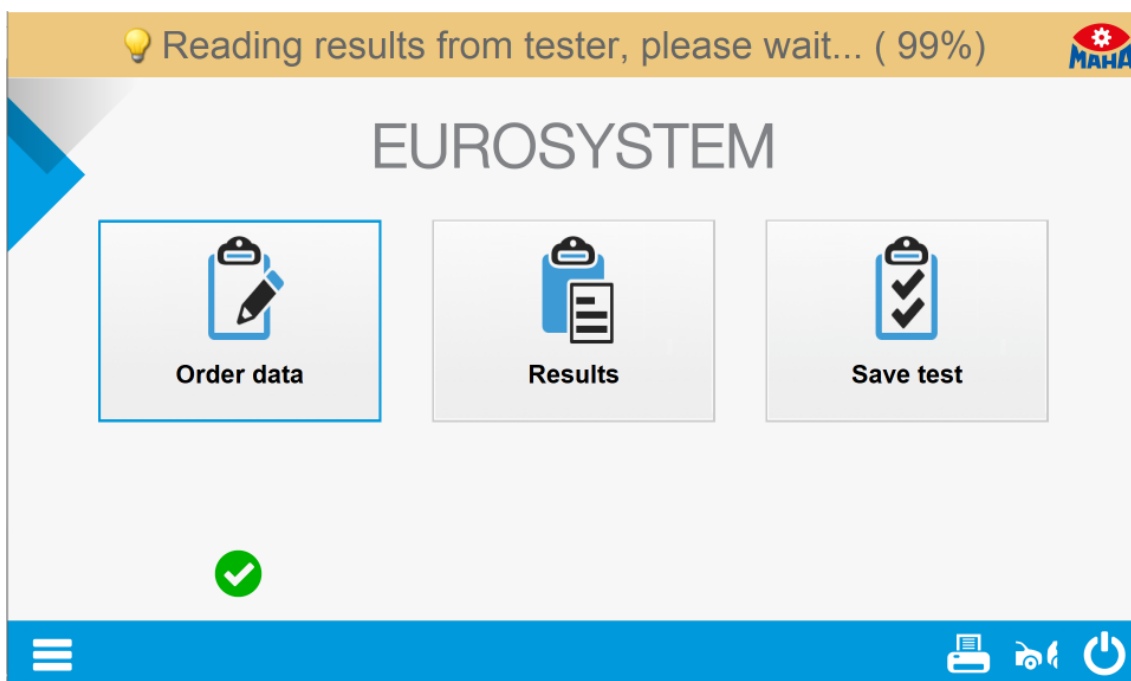 Reading results from tester, please wait... ( 99%)
MAHA
EUROSYSTEM
Order data
Results
Save test